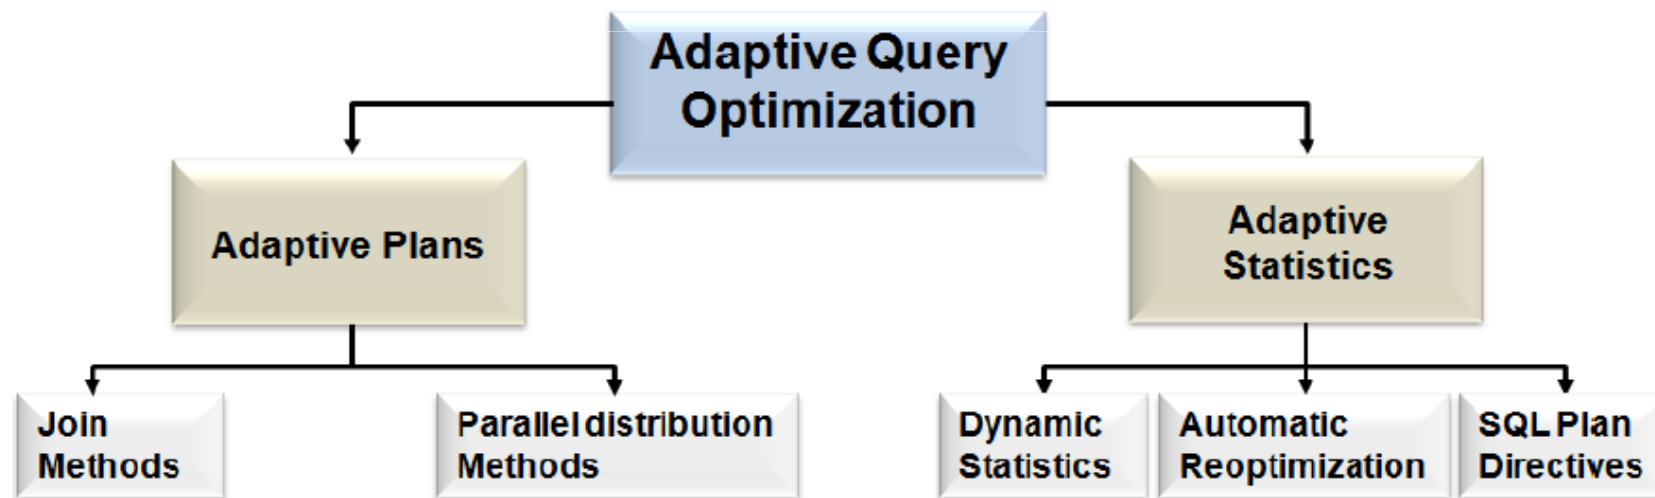 Adaptive Query
Optimization
Adaptive Plans
Adaptive
Statistics
Join
Methods
Parallel distribution
Methods
Dynamic
Statistics
Automatic
Reoptimization
SQL Plan
Directives